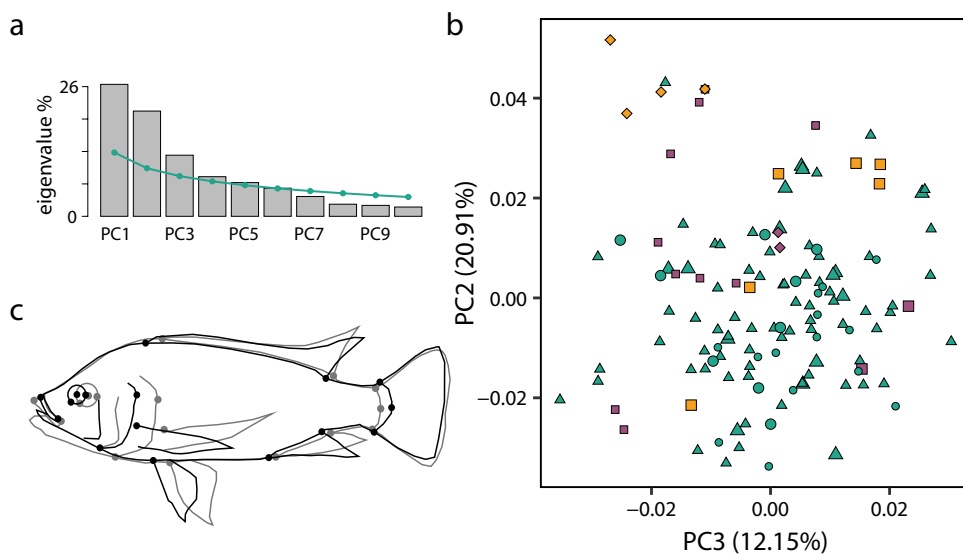 a
eigenvalue %
26
0
PC1 PC3 PC5 PC7 PC9
b
PC2 (20.91%)
0.04
0.02
0.00
−0.02
−0.02 0.00 0.02
PC3 (12.15%)
c